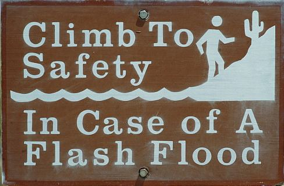 Climb To
Safety
In Case of A
Flash Flood